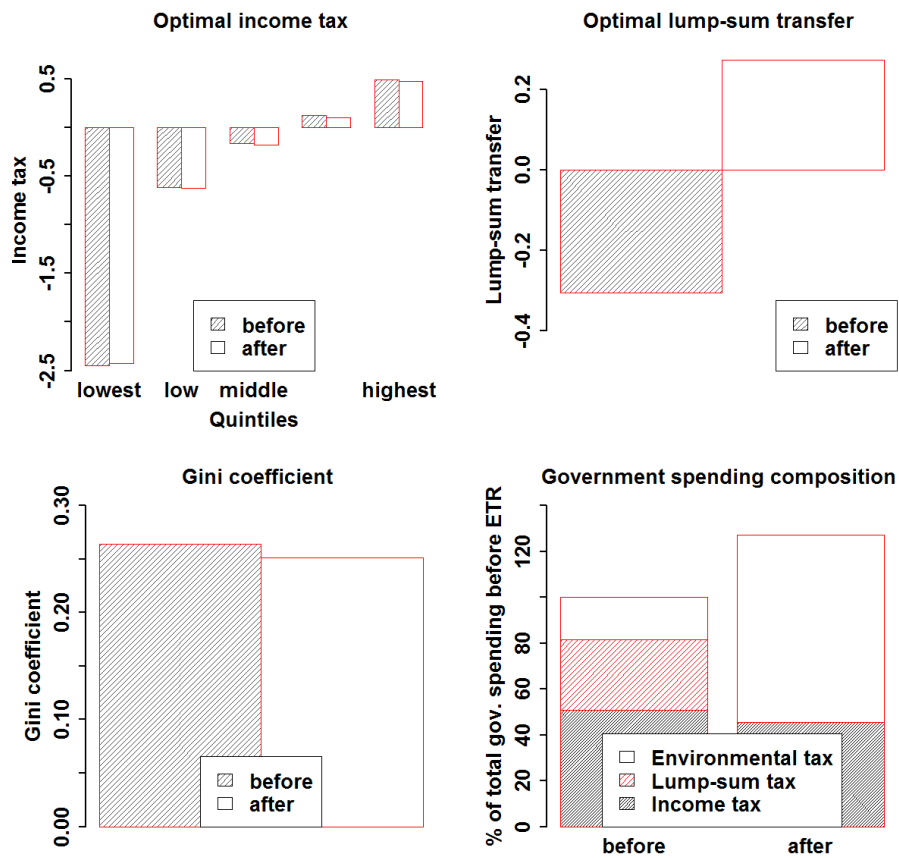 Optimal income tax
Income tax
0.5
-0.5
-1.5
-2.5
before
after
lowest low middle highest
Quintiles
Optimal lump-sum transfer
Lump-sum transfer
0.2
0.0
-0.2
-0.4
before
after
Gini coefficient
Gini coefficient
0.30
0.20
0.10
0.00
before
after
Government spending composition
% of total gov. spending before ETR
120
80
60
40
20
0
Environmental tax
Lump-sum tax
Income tax
before after